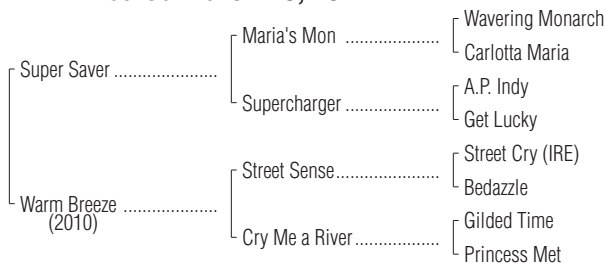 Super Saver ....................
Maria's Mon ....................
Wavering Monarch
Carlotta Maria
Supercharger ....................
A.P. Indy
Get Lucky
Warm Breeze ....................
(2010)
Street Sense ....................
Street Cry (IRE)
Bedazzle
Cry Me a River ....................
Gilded Time
Princess Met